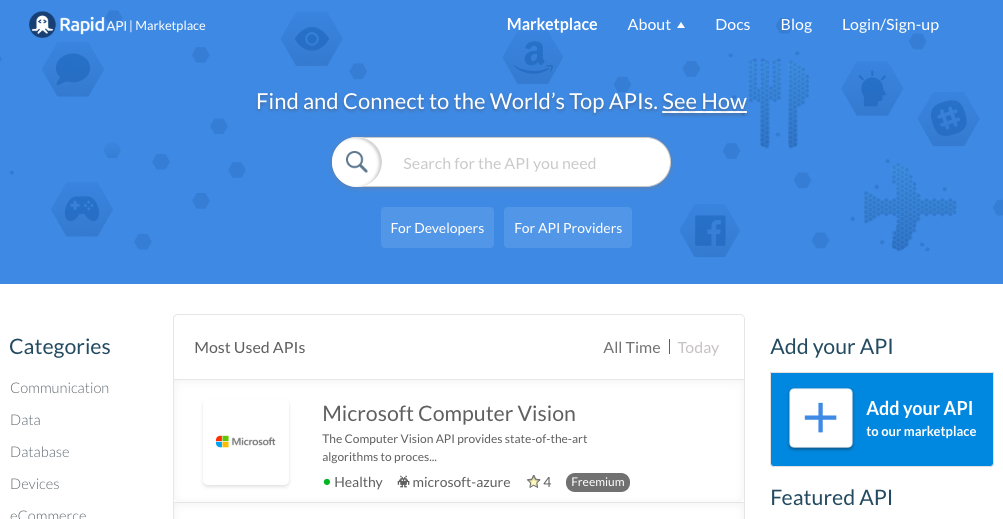 Rapid API | Marketplace
Marketplace
About
Docs
Blog
Login/Sign-up
Find and Connect to the World's Top APIs. See How
Search for the API you need
For Developers
For API Providers
Categories
Communication
Data
Database
Devices
eCommerce
Most Used APIs
All Time | Today
Microsoft
Microsoft Computer Vision
The Computer Vision API provides state-of-the-art
algorithms to proces...
Healthy
microsoft-azure
4
Freemium
Add your API
Add your API
to our marketplace
Featured API